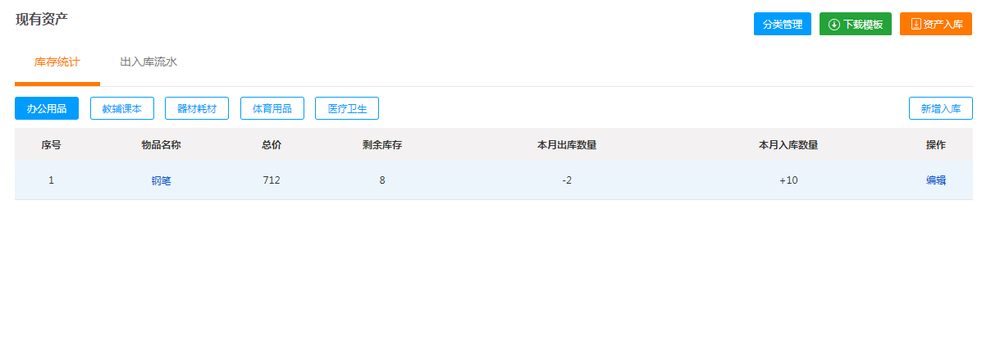 现有资产
分类管理 下载模板 资产入库
库存统计 出入库流水
办公用品 教辅课本 器材耗材 体育用品 医疗卫生 新增入库
序号 物品名称 总价 剩余库存 本月出库数量 本月入库数量 操作
1 钢笔 712 8 -2 +10 编辑